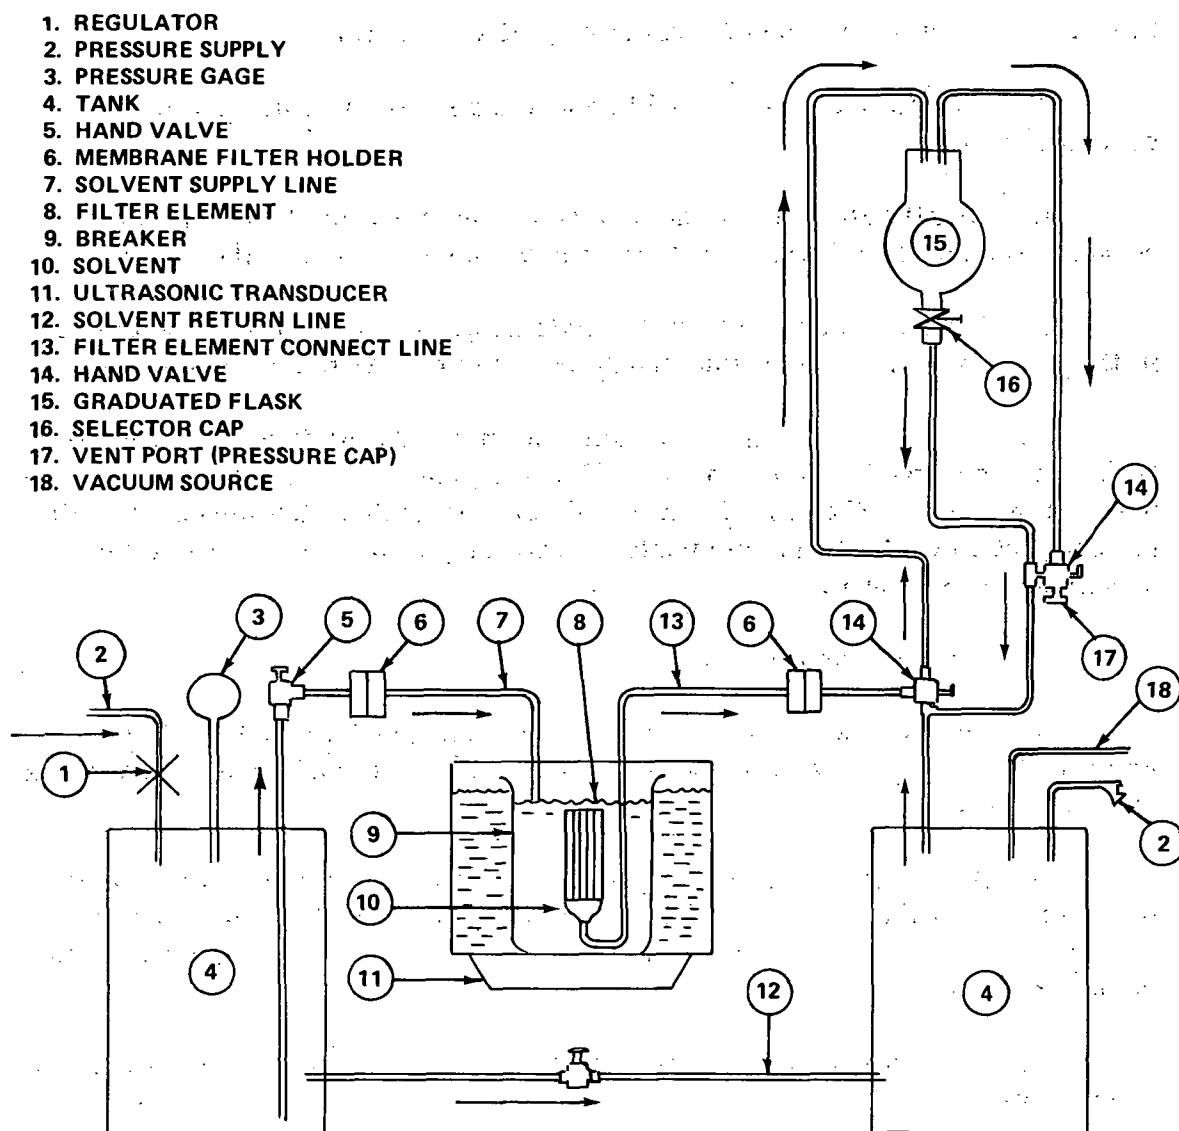 1. REGULATOR
2. PRESSURE SUPPLY
3. PRESSURE GAGE
4. TANK
5. HAND VALVE
6. MEMBRANE FILTER HOLDER
7. SOLVENT SUPPLY LINE
8. FILTER ELEMENT
9. BREAKER
10. SOLVENT
11. ULTRASONIC TRANSDUCER
12. SOLVENT RETURN LINE
13. FILTER ELEMENT CONNECT LINE
14. HAND VALVE
15. GRADUATED FLASK
16. SELECTOR CAP
17. VENT PORT (PRESSURE CAP)
18. VACUUM SOURCE
15
16
14
3
5
6
7
8
13
6
14
17
2
18
1
9
2
10
4
11
12
4